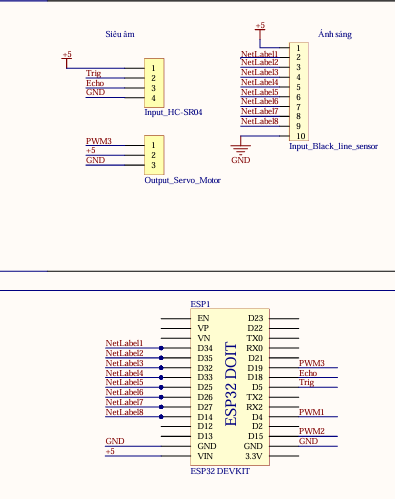 Siêu âm
+5
Trig
Echo
GND
1
2
3
4
Input_HC-SR04
PWM3
+5
GND
1
2
3
Output_Servo_Motor
Ánh sáng
+5
NetLabel1
NetLabel2
NetLabel3
NetLabel4
NetLabel5
NetLabel6
NetLabel7
NetLabel8
GND
1
2
3
4
5
6
7
8
9
10
Input_Black_line_sensor
ESP1
NetLabel1
NetLabel2
NetLabel3
NetLabel4
NetLabel5
NetLabel6
NetLabel7
NetLabel8
GND
+5
EN
VP
VN
D34
D35
D32
D33
D25
D26
D27
D14
D12
D13
GND
VIN
ESP32 DOIT
D23
D22
TX0
RX0
D21
D19
D18
D5
TX2
RX2
D4
D2
D15
GND
3.3V
PWM3
Echo
Trig
PWM1
PWM2
GND
ESP32 DEVKIT